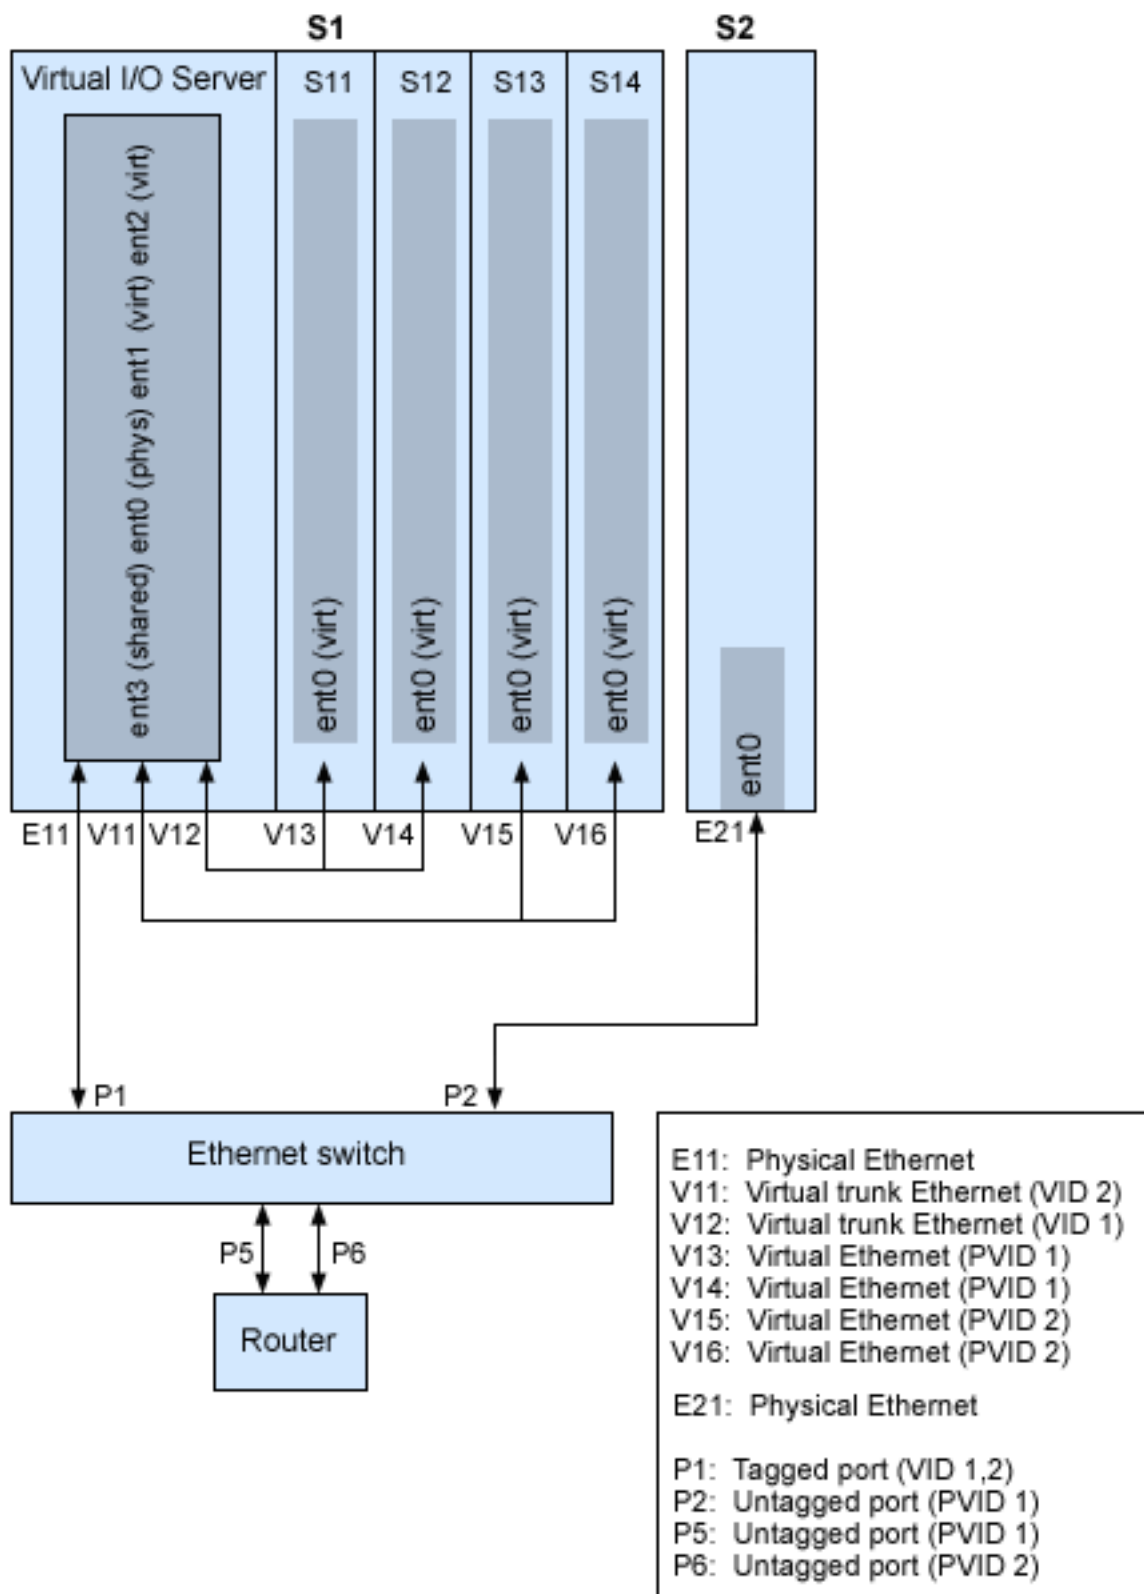 S1
S2
Virtual I/O Server
S11
S12
S13
S14
ent3 (shared) ent0 (phys) ent1 (virt) ent2 (virt)
ent0 (virt)
ent0 (virt)
ent0 (virt)
ent0 (virt)
ent0
E11
V11
V12
V13
V14
V15
V16
E21
P1
P2
Ethernet switch
P5
P6
Router
E11: Physical Ethernet
V11: Virtual trunk Ethernet (VID 2)
V12: Virtual trunk Ethernet (VID 1)
V13: Virtual Ethernet (PVID 1)
V14: Virtual Ethernet (PVID 1)
V15: Virtual Ethernet (PVID 2)
V16: Virtual Ethernet (PVID 2)
E21: Physical Ethernet
P1: Tagged port (VID 1,2)
P2: Untagged port (PVID 1)
P5: Untagged port (PVID 1)
P6: Untagged port (PVID 2)